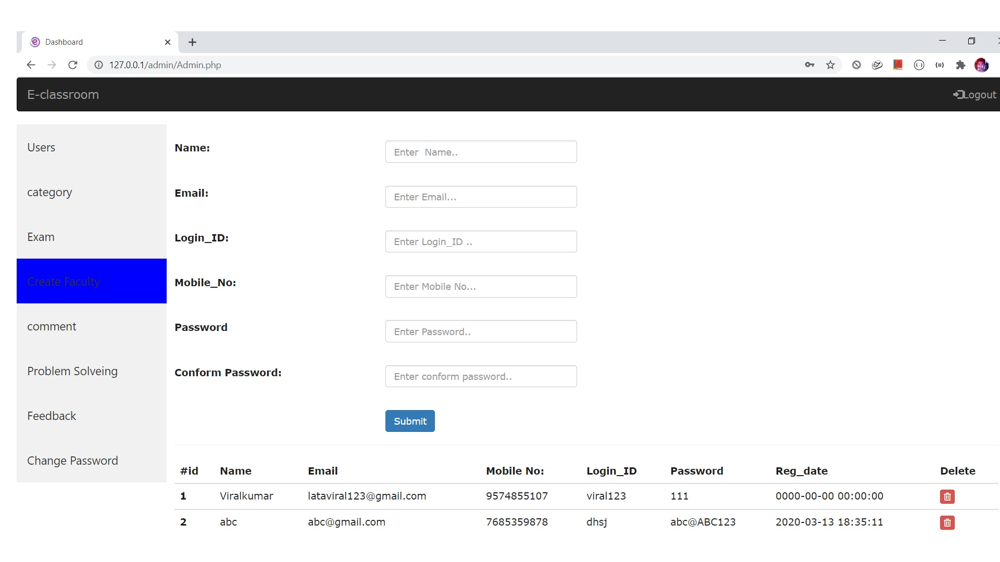 Dashboard
127.0.0.1/admin/Admin.php
E-classroom
Logout
Users
category
Exam
Create Faculty
comment
Problem Solveing
Feedback
Change Password
Name:
Enter  Name..
Email:
Enter Email...
Login_ID:
Enter Login_ID ..
Mobile_No:
Enter Mobile No...
Password
Enter Password..
Conform Password:
Enter conform password..
Submit
#id Name Email Mobile No: Login_ID Password Reg_date Delete
1 Viralkumar lataviral123@gmail.com 9574855107 viral123 111 0000-00-00 00:00:00
2 abc abc@gmail.com 7685359878 dhsj abc@ABC123 2020-03-13 18:35:11